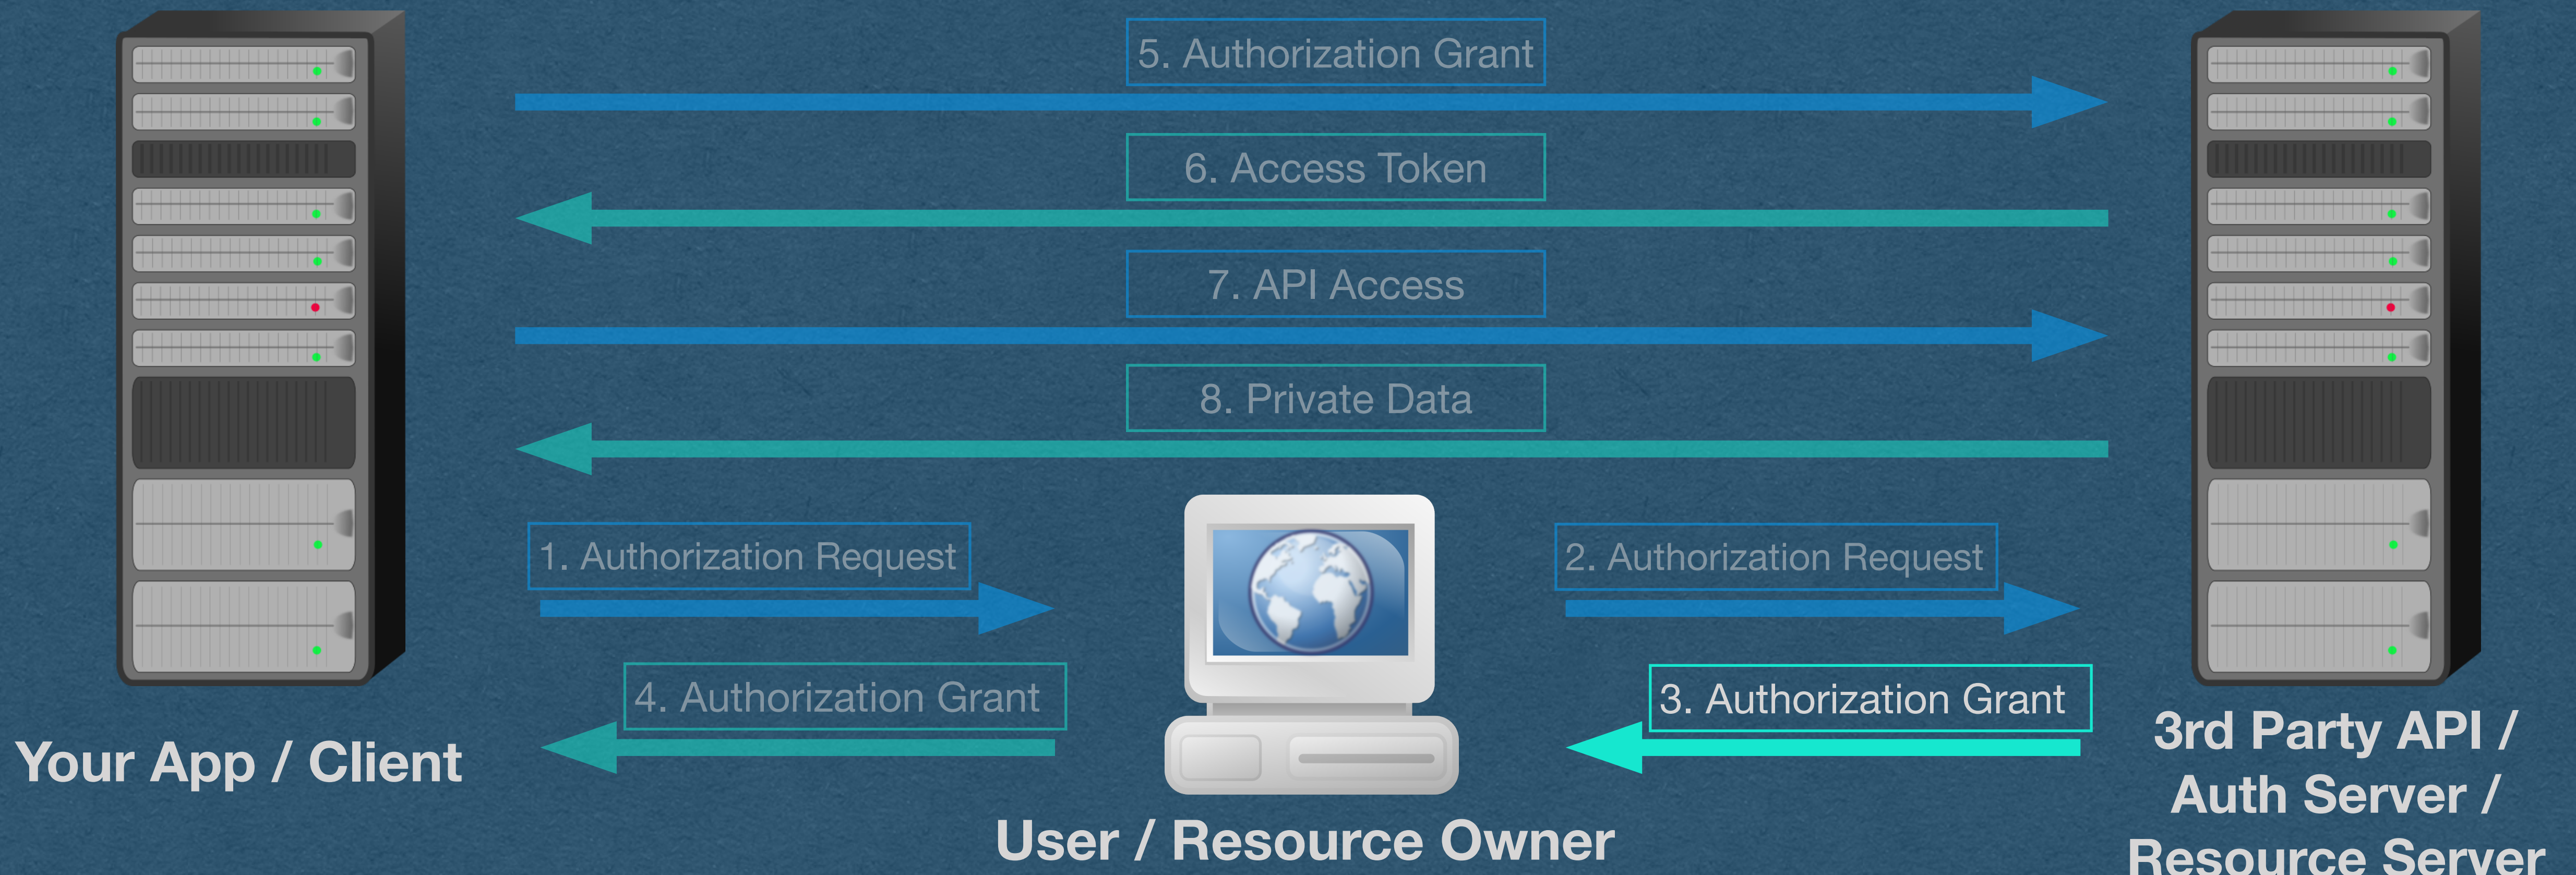 5. Authorization Grant
6. Access Token
7. API Access
8. Private Data
1. Authorization Request
2. Authorization Request
4. Authorization Grant
3. Authorization Grant
Your App / Client
User / Resource Owner
3rd Party API /
Auth Server /
Resource Server